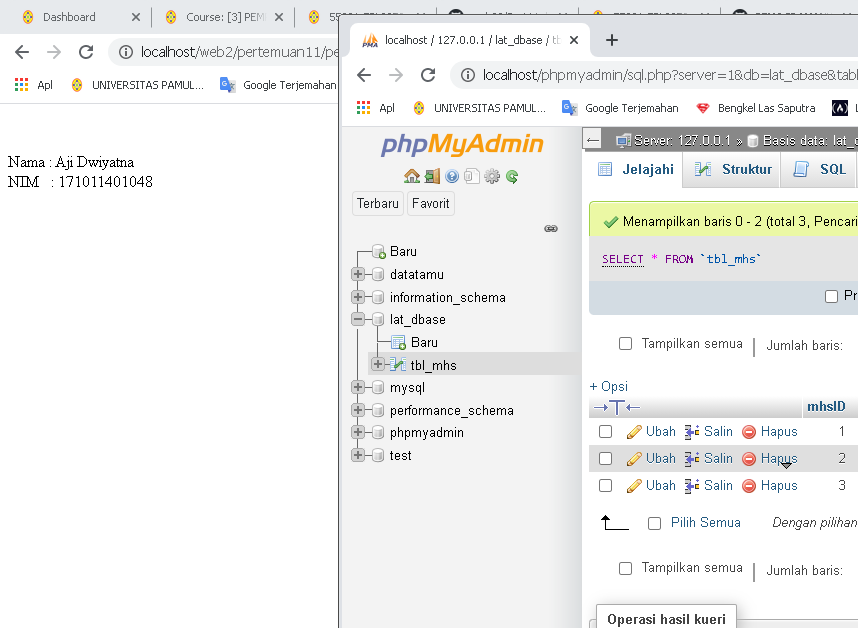 Dashboard
Course: [3] PEM
localhost/web2/pertemuan11/pe
Apl
UNIVERSITAS PAMUL...
Google Terjemahan
Nama : Aji Dwiyatna
NIM : 171011401048
localhost / 127.0.0.1 / lat_dbase / tb
localhost/phpmyadmin/sql.php?server=1&db=lat_dbase&tabl
Apl
UNIVERSITAS PAMUL...
Google Terjemahan
Bengkel Las Saputra
phpMyAdmin
Terbaru
Favorit
Baru
datatamu
information_schema
lat_dbase
Baru
tbl_mhs
mysql
performance_schema
phpmyadmin
test
Server: 127.0.0.1 » Basis data: lat_d
Jelajahi
Struktur
SQL
Menampilkan baris 0 - 2 (total 3, Pencari
SELECT * FROM `tbl_mhs`
Pr
Tampilkan semua
Jumlah baris:
+ Opsi
mhsID
Ubah Salin Hapus 1
Ubah Salin Hapus 2
Ubah Salin Hapus 3
Pilih Semua
Dengan pilihan
Tampilkan semua
Jumlah baris:
Operasi hasil kueri